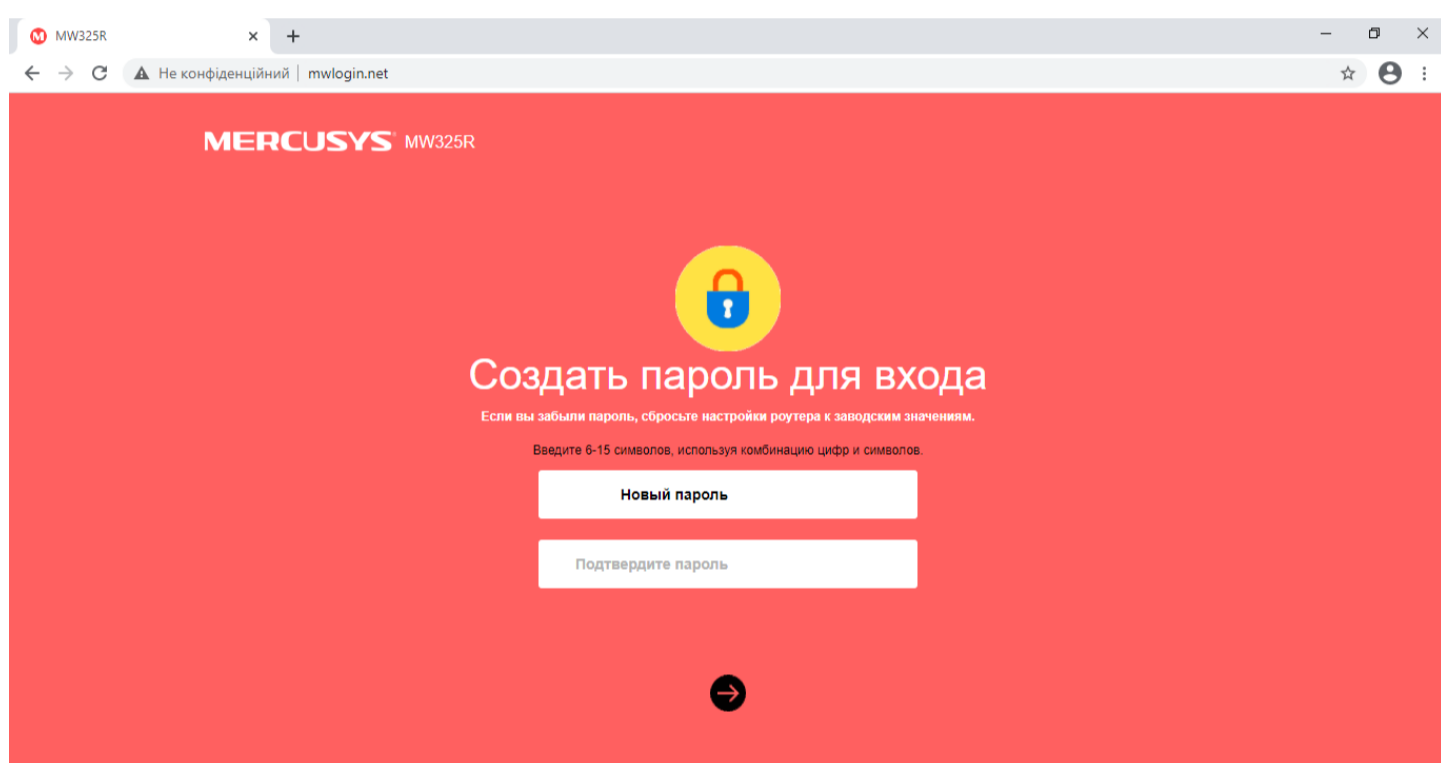 MW325R
Не конфіденційний | mwlogin.net
MERCUSYS® MW325R
Создать пароль для входа
Если вы забыли пароль, сбросьте настройки роутера к заводским значениям.
Введите 6-15 символов, используя комбинацию цифр и символов.
Новый пароль
Подтвердите пароль